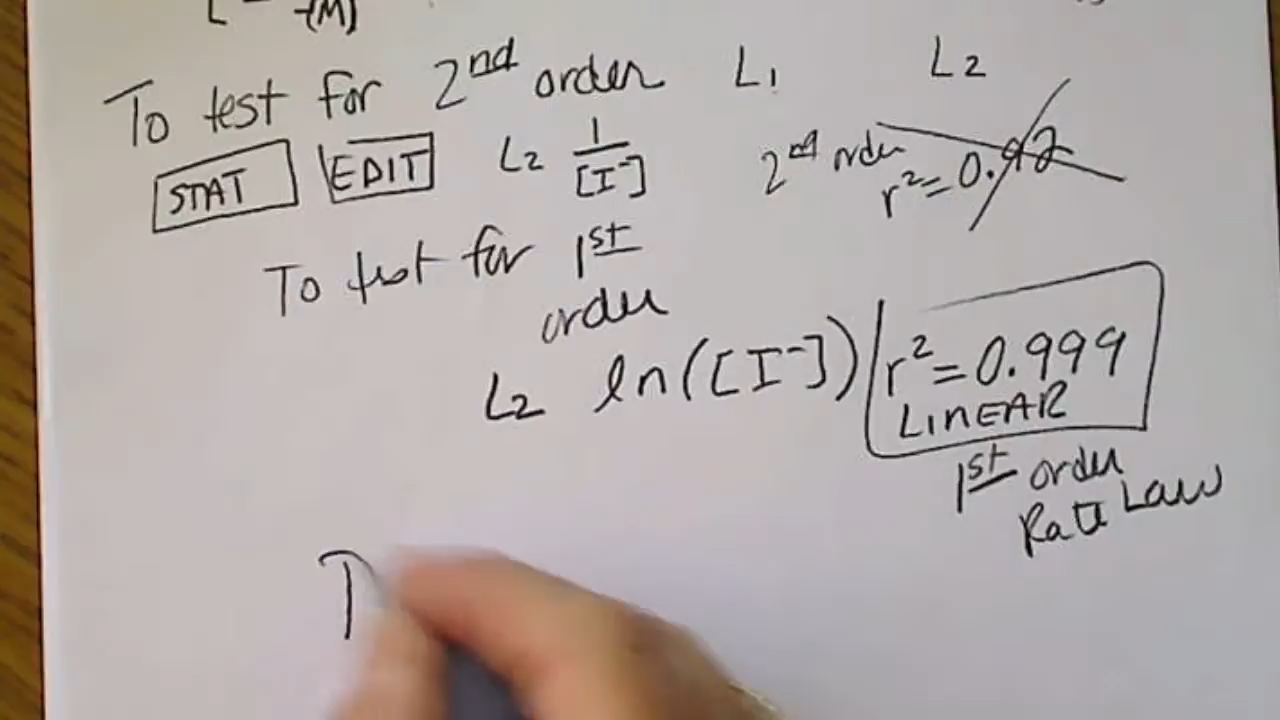 [ (M)
To test for 2nd order L1 L2
STAT EDIT L2 1/[I⁻] 2nd order r²=0.92
To test for 1st order
L2 ln([I⁻]) r²=0.999
LINEAR
1st order
Rate Law